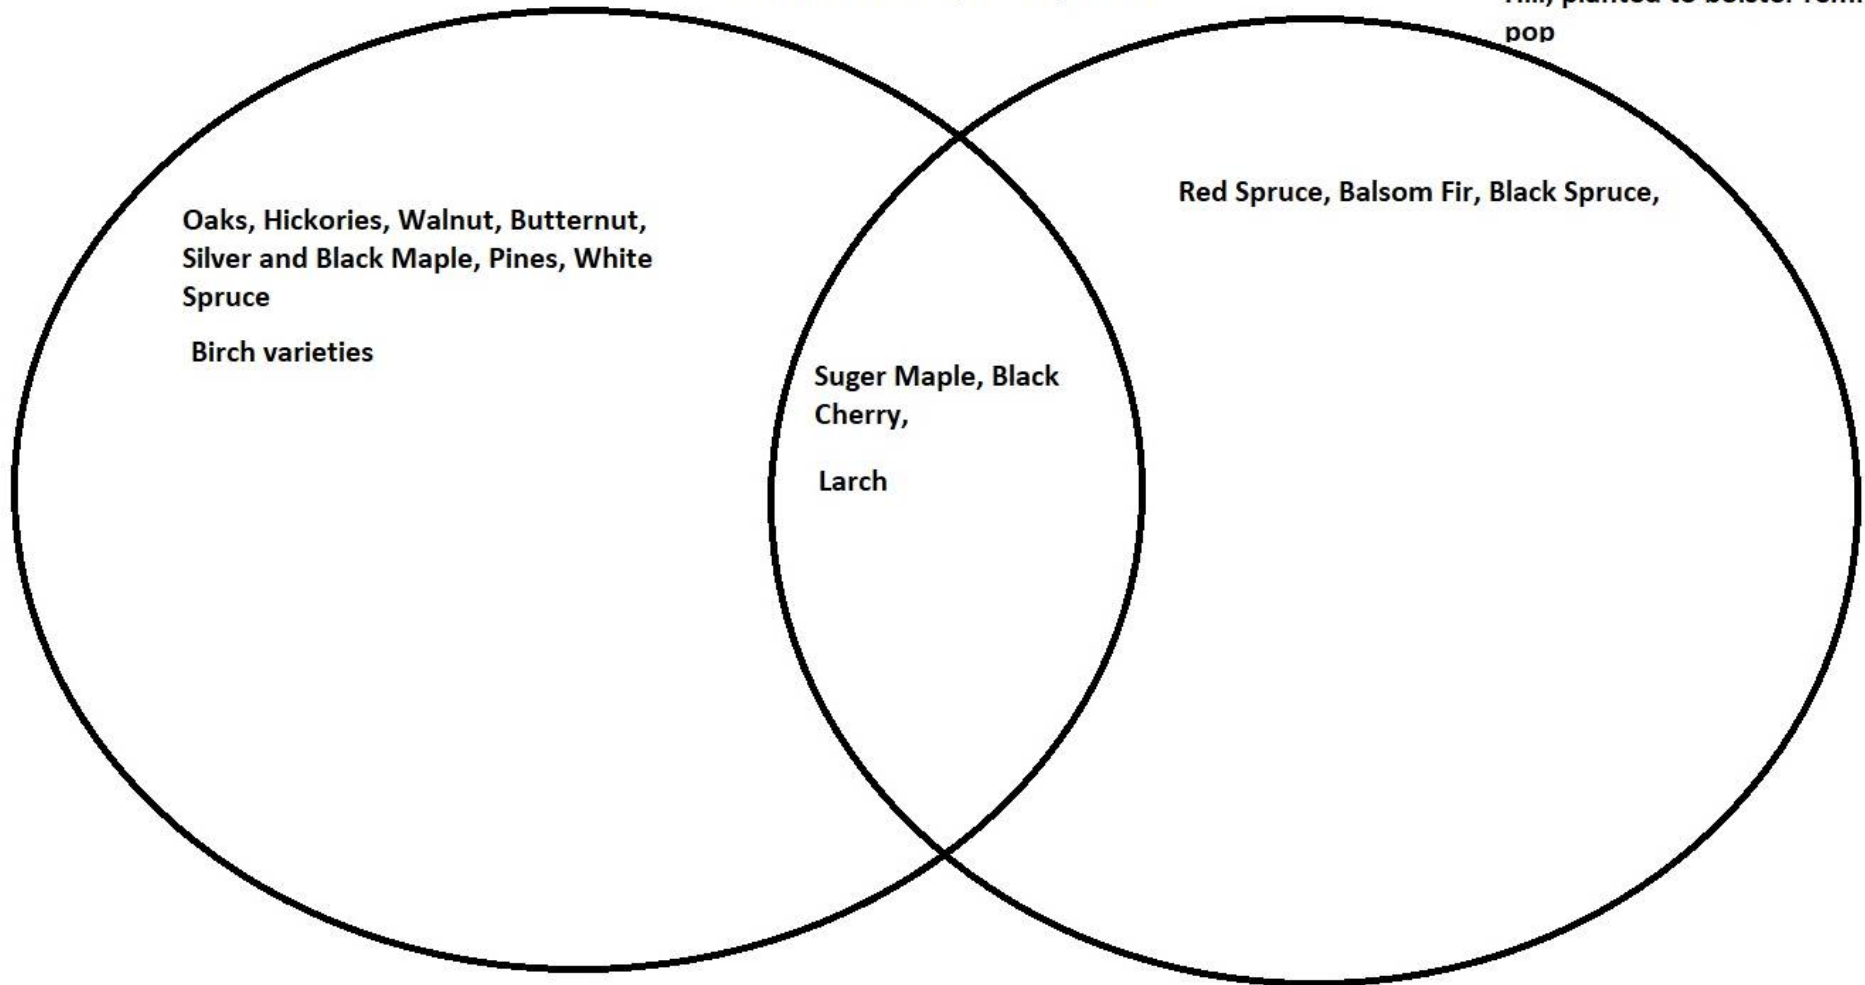 pop
Red Spruce, Balsom Fir, Black Spruce,
Oaks, Hickories, Walnut, Butternut,
Silver and Black Maple, Pines, White
Spruce
Birch varieties
Suger Maple, Black
Cherry,
Larch